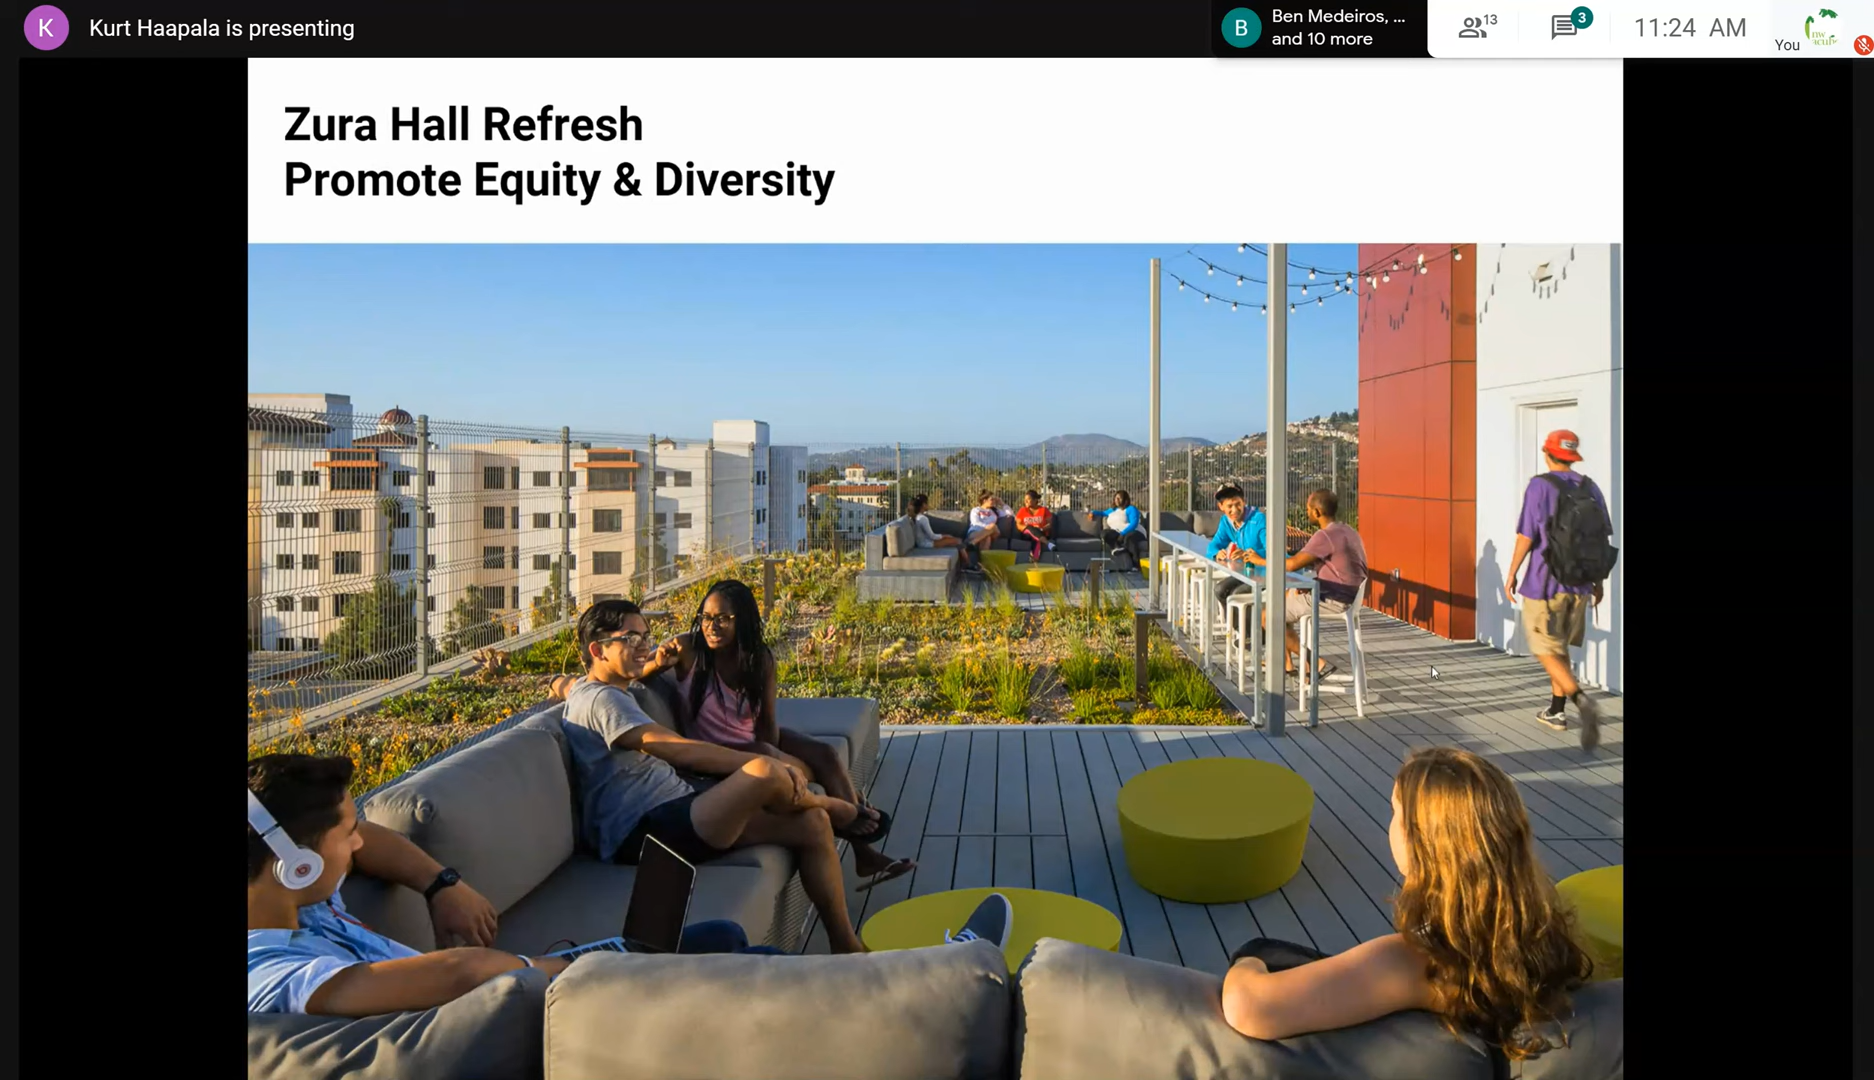 K
Kurt Haapala is presenting
B
Ben Medeiros, ...
and 10 more
13
3
11:24 AM
You
Zura Hall Refresh
Promote Equity & Diversity